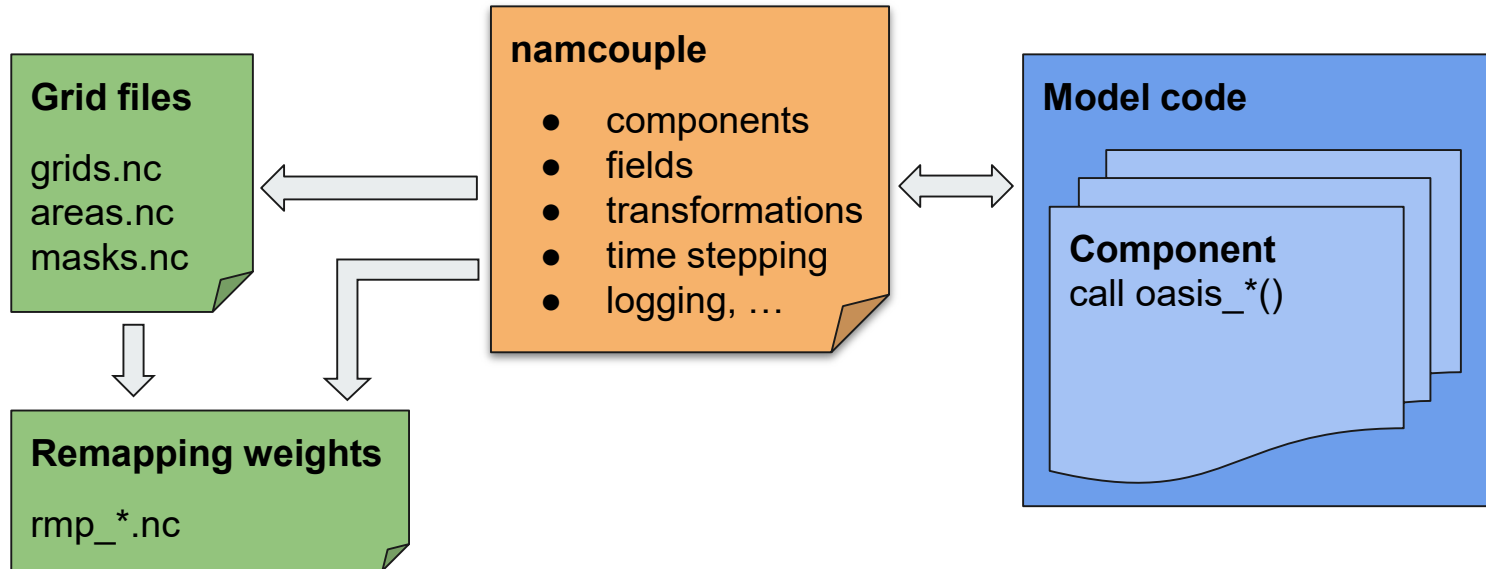 Grid files
grids.nc
areas.nc
masks.nc
namcouple
● components
● fields
● transformations
● time stepping
● logging, …
Model code
Component
call oasis_*()
Remapping weights
rmp_*.nc